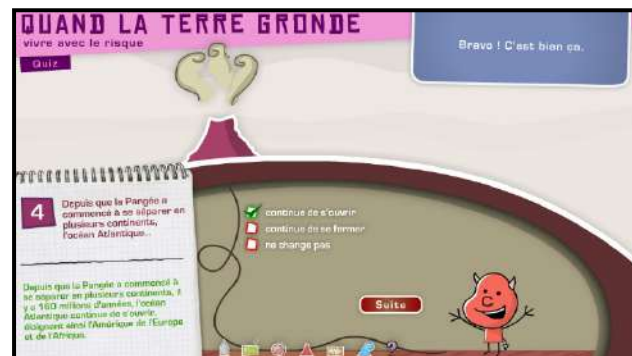 QUAND LA TERRE GRONDE
vivre avec le risque
Quiz
Bravo ! C'est bien ça.
4
Depuis que la Pangée a
commencé à se séparer en
plusieurs continents,
l'océan Atlantique...
continue de s'ouvrir
continue de se fermer
ne change pas
Depuis que la Pangée a commencé à
se séparer en plusieurs continents, il
y a 160 millions d'années, l'océan
Atlantique continue de s'ouvrir,
éloignant ainsi l'Amérique de l'Europe
et de l'Afrique.
Suite